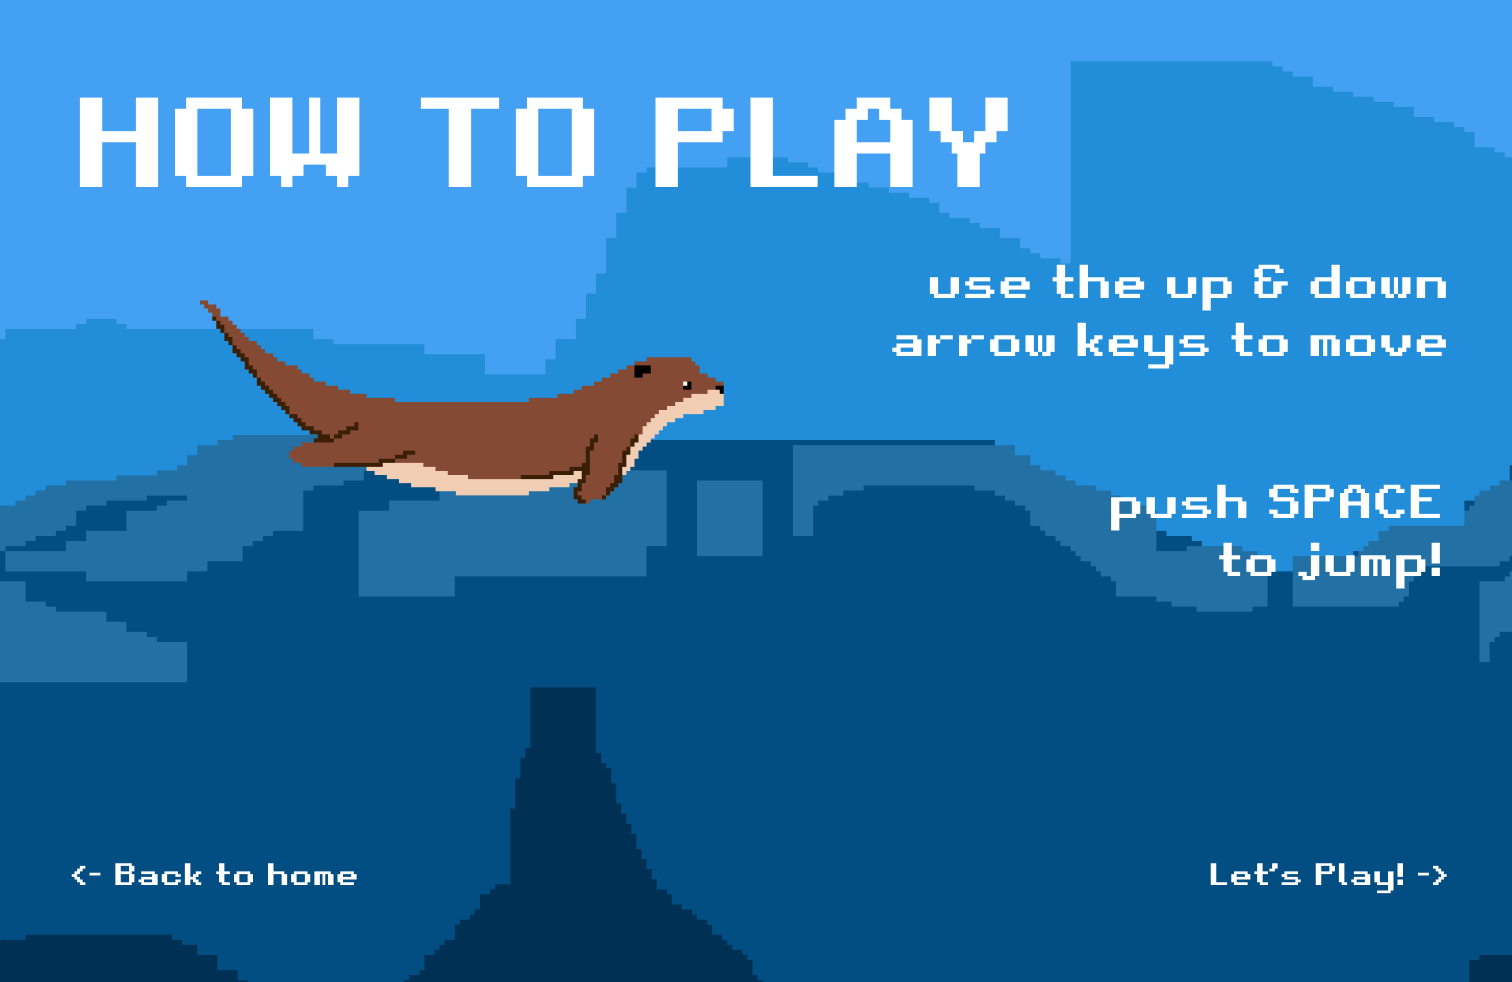 HOW TO PLAY
use the up & down
arrow keys to move
push SPACE
to jump!
<- Back to home
Let's Play! ->